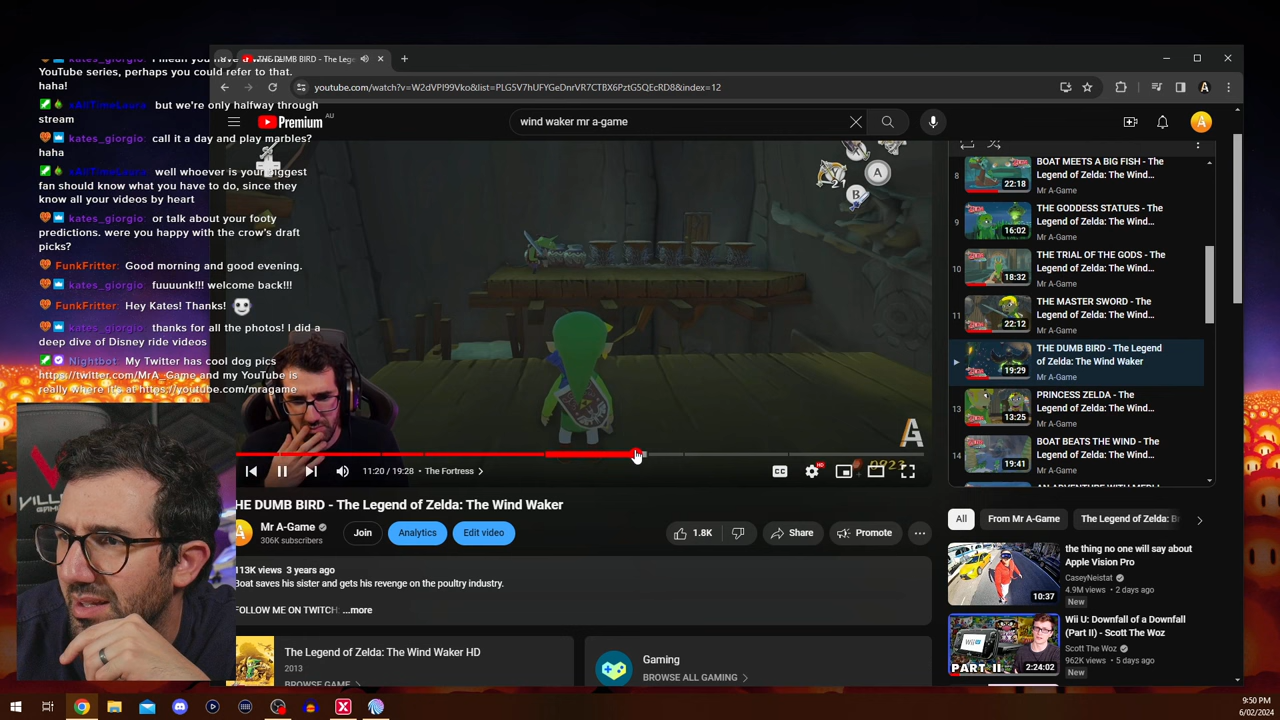 kates_giorgio: I mean you have a whole
YouTube series, perhaps you could refer to that.
haha!
xAllTimeLaura: but we're only halfway through
stream
kates_giorgio: call it a day and play marbles?
haha
xAllTimeLaura: well whoever is your biggest
fan should know what you have to do, since they
know all your videos by heart
kates_giorgio: or talk about your footy
predictions. were you happy with the crow's draft
picks?
FunkFritter: Good morning and good evening.
kates_giorgio: fuuuunk!!! welcome back!!!
FunkFritter: Hey Kates! Thanks!
kates_giorgio: thanks for all the photos! I did a
deep dive of Disney ride videos
Nightbot: My Twitter has cool dog pics
https://twitter.com/MrA_Game and my YouTube is
really where it's at https://youtube.com/mragame
THE DUMB BIRD - The Leg
youtube.com/watch?v=W2dVPI99Vko&list=PLG5V7hUFYGeDnrVR7CTBX6PztG5QEcRD8&index=12
A
Premium
AU
wind waker mr a-game
A
B
21
0923
11:20 / 19:28 • The Fortress
CC
HD
THE DUMB BIRD - The Legend of Zelda: The Wind Waker
Mr A-Game
306K subscribers
Join
Analytics
Edit video
1.8K
Share
Promote
113K views 3 years ago
Boat saves his sister and gets his revenge on the poultry industry.
FOLLOW ME ON TWITCH: ...more
The Legend of Zelda: The Wind Waker HD
2013
BROWSE GAME
Gaming
BROWSE ALL GAMING
8
22:18
BOAT MEETS A BIG FISH - The
Legend of Zelda: The Wind...
Mr A-Game
9
16:02
THE GODDESS STATUES - The
Legend of Zelda: The Wind...
Mr A-Game
10
18:32
THE TRIAL OF THE GODS - The
Legend of Zelda: The Wind...
Mr A-Game
11
22:12
THE MASTER SWORD - The
Legend of Zelda: The Wind...
Mr A-Game
19:29
THE DUMB BIRD - The Legend
of Zelda: The Wind Waker
Mr A-Game
13
13:25
PRINCESS ZELDA - The
Legend of Zelda: The Wind...
Mr A-Game
14
19:41
BOAT BEATS THE WIND - The
Legend of Zelda: The Wind...
Mr A-Game
All
From Mr A-Game
The Legend of Zelda: Br
10:37
the thing no one will say about
Apple Vision Pro
CaseyNeistat
4.9M views • 2 days ago
New
PART II
2:24:02
Wii U: Downfall of a Downfall
(Part II) - Scott The Woz
Scott The Woz
962K views • 5 days ago
New
9:50 PM
6/02/2024